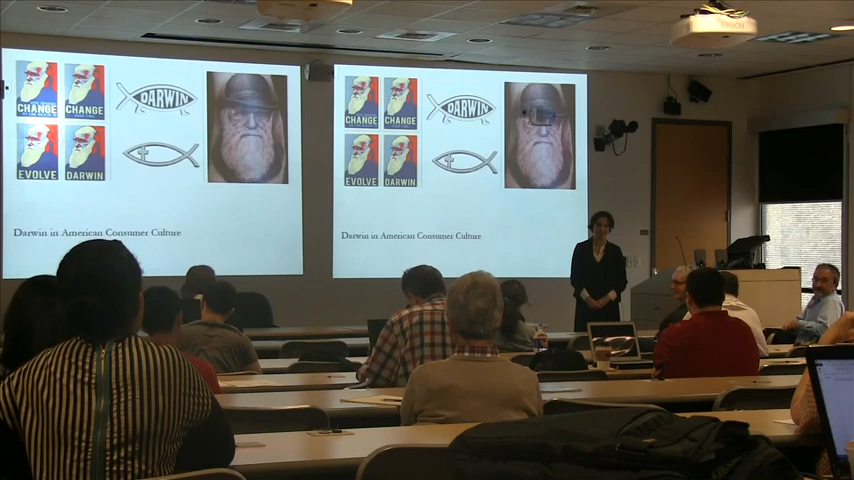 CHANGE
CHANGE
DARWIN
EVOLVE
DARWIN
Darwin in American Consumer Culture
CHANGE
CHANGE
DARWIN
EVOLVE
DARWIN
Darwin in American Consumer Culture
EPSON